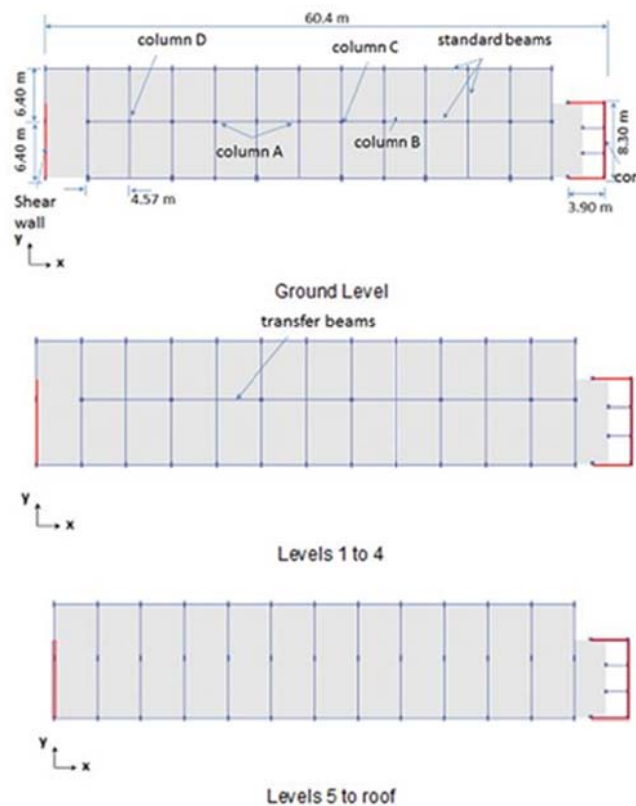 60.4 m
column D
column C
standard beams
6.40 m
6.40 m
column A
column B
8.30 m
cor
Shear
wall
4.57 m
3.90 m
y
x
Ground Level
transfer beams
y
x
Levels 1 to 4
y
x
Levels 5 to roof